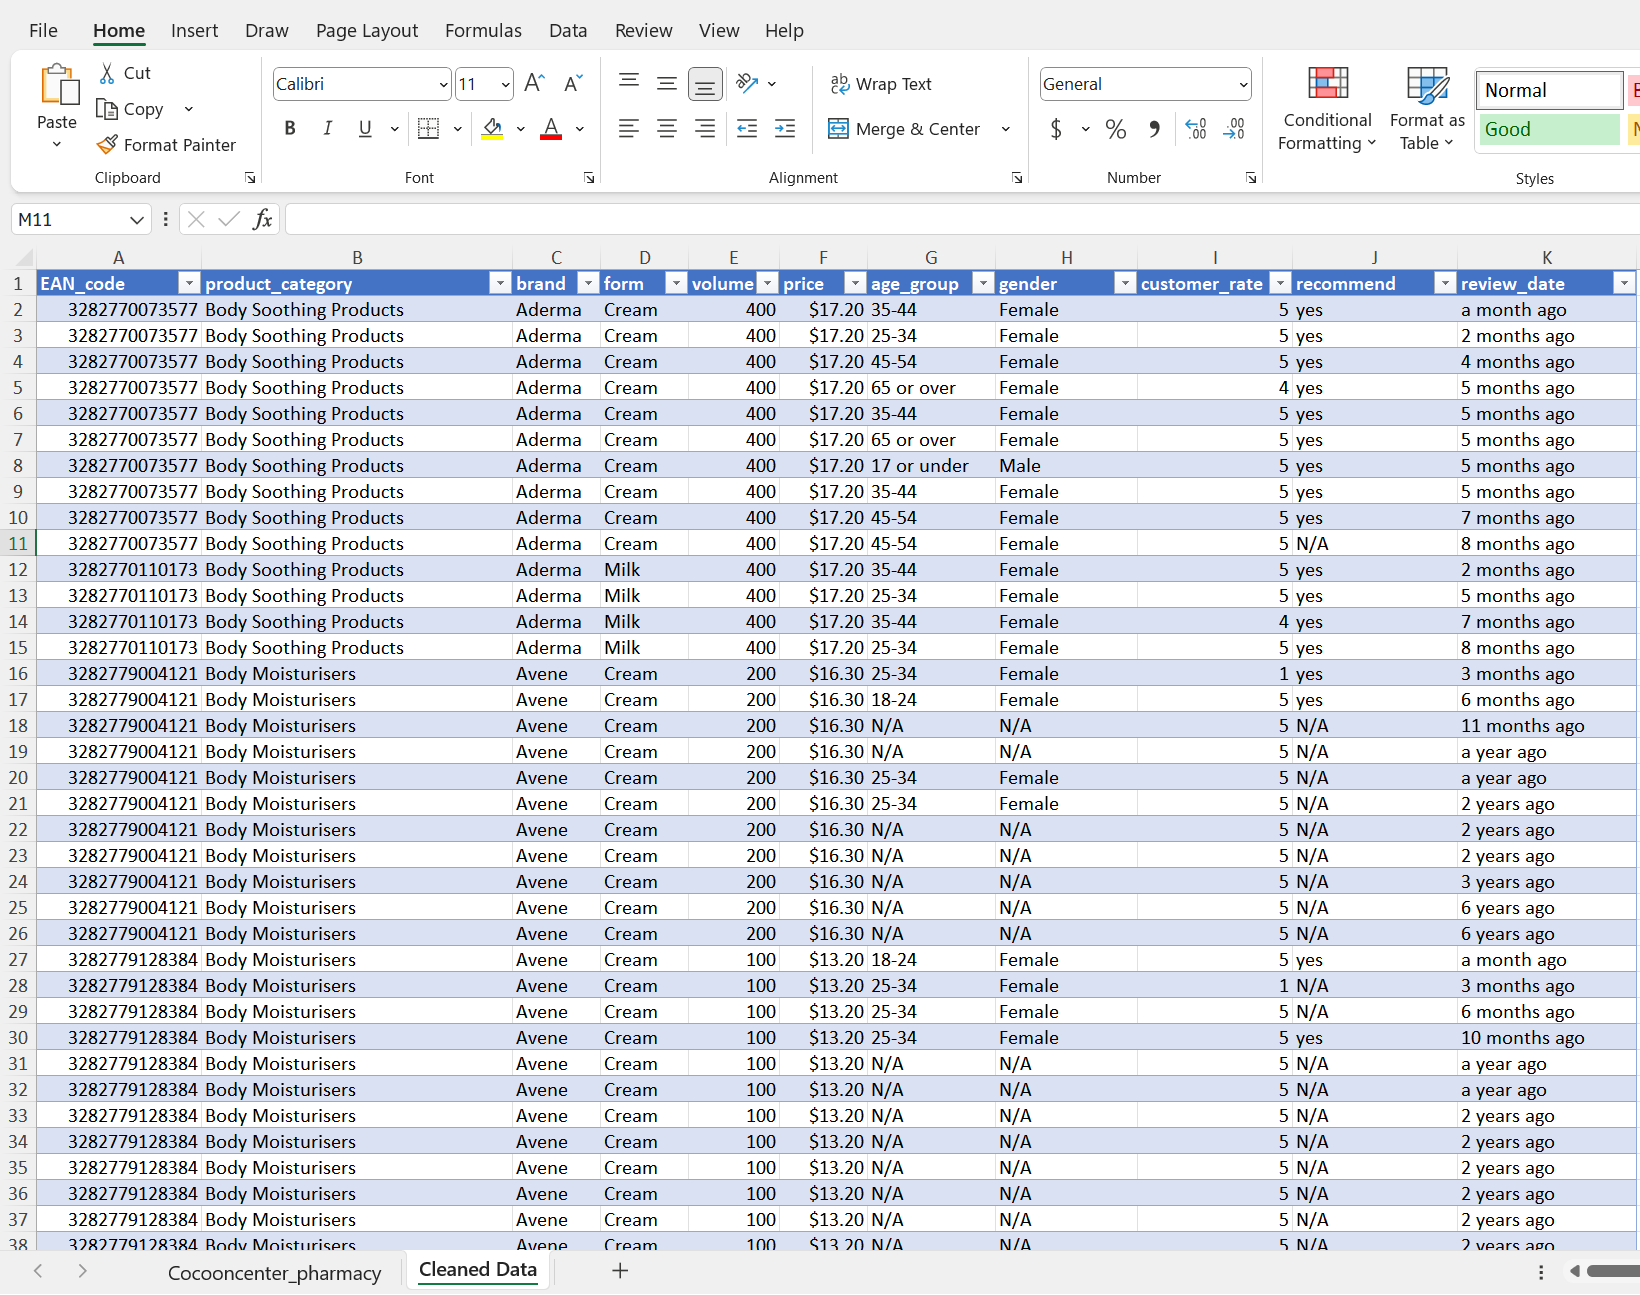 File Home Insert Draw Page Layout Formulas Data Review View Help
Paste
Cut
Copy
Format Painter
Clipboard
Calibri 11
B I U
Font
Wrap Text
Merge & Center
Alignment
General
$ % 9
Number
Conditional Formatting
Format as Table
Normal
Good
Styles
M11 fx
A B C D E F G H I J K
1 EAN_code product_category brand form volume price age_group gender customer_rate recommend review_date
2 3282770073577 Body Soothing Products Aderma Cream 400 $17.20 35-44 Female 5 yes a month ago
3 3282770073577 Body Soothing Products Aderma Cream 400 $17.20 25-34 Female 5 yes 2 months ago
4 3282770073577 Body Soothing Products Aderma Cream 400 $17.20 45-54 Female 5 yes 4 months ago
5 3282770073577 Body Soothing Products Aderma Cream 400 $17.20 65 or over Female 4 yes 5 months ago
6 3282770073577 Body Soothing Products Aderma Cream 400 $17.20 35-44 Female 5 yes 5 months ago
7 3282770073577 Body Soothing Products Aderma Cream 400 $17.20 65 or over Female 5 yes 5 months ago
8 3282770073577 Body Soothing Products Aderma Cream 400 $17.20 17 or under Male 5 yes 5 months ago
9 3282770073577 Body Soothing Products Aderma Cream 400 $17.20 35-44 Female 5 yes 5 months ago
10 3282770073577 Body Soothing Products Aderma Cream 400 $17.20 45-54 Female 5 yes 7 months ago
11 3282770073577 Body Soothing Products Aderma Cream 400 $17.20 45-54 Female 5 N/A 8 months ago
12 3282770110173 Body Soothing Products Aderma Milk 400 $17.20 35-44 Female 5 yes 2 months ago
13 3282770110173 Body Soothing Products Aderma Milk 400 $17.20 25-34 Female 5 yes 5 months ago
14 3282770110173 Body Soothing Products Aderma Milk 400 $17.20 35-44 Female 4 yes 7 months ago
15 3282770110173 Body Soothing Products Aderma Milk 400 $17.20 25-34 Female 5 yes 8 months ago
16 3282779004121 Body Moisturisers Avene Cream 200 $16.30 25-34 Female 1 yes 3 months ago
17 3282779004121 Body Moisturisers Avene Cream 200 $16.30 18-24 Female 5 yes 6 months ago
18 3282779004121 Body Moisturisers Avene Cream 200 $16.30 N/A N/A 5 N/A 11 months ago
19 3282779004121 Body Moisturisers Avene Cream 200 $16.30 N/A N/A 5 N/A a year ago
20 3282779004121 Body Moisturisers Avene Cream 200 $16.30 25-34 Female 5 N/A a year ago
21 3282779004121 Body Moisturisers Avene Cream 200 $16.30 25-34 Female 5 N/A 2 years ago
22 3282779004121 Body Moisturisers Avene Cream 200 $16.30 N/A N/A 5 N/A 2 years ago
23 3282779004121 Body Moisturisers Avene Cream 200 $16.30 N/A N/A 5 N/A 2 years ago
24 3282779004121 Body Moisturisers Avene Cream 200 $16.30 N/A N/A 5 N/A 3 years ago
25 3282779004121 Body Moisturisers Avene Cream 200 $16.30 N/A N/A 5 N/A 6 years ago
26 3282779004121 Body Moisturisers Avene Cream 200 $16.30 N/A N/A 5 N/A 6 years ago
27 3282779128384 Body Moisturisers Avene Cream 100 $13.20 18-24 Female 5 yes a month ago
28 3282779128384 Body Moisturisers Avene Cream 100 $13.20 25-34 Female 1 N/A 3 months ago
29 3282779128384 Body Moisturisers Avene Cream 100 $13.20 25-34 Female 5 N/A 6 months ago
30 3282779128384 Body Moisturisers Avene Cream 100 $13.20 25-34 Female 5 yes 10 months ago
31 3282779128384 Body Moisturisers Avene Cream 100 $13.20 N/A N/A 5 N/A a year ago
32 3282779128384 Body Moisturisers Avene Cream 100 $13.20 N/A N/A 5 N/A a year ago
33 3282779128384 Body Moisturisers Avene Cream 100 $13.20 N/A N/A 5 N/A 2 years ago
34 3282779128384 Body Moisturisers Avene Cream 100 $13.20 N/A N/A 5 N/A 2 years ago
35 3282779128384 Body Moisturisers Avene Cream 100 $13.20 N/A N/A 5 N/A 2 years ago
36 3282779128384 Body Moisturisers Avene Cream 100 $13.20 N/A N/A 5 N/A 2 years ago
37 3282779128384 Body Moisturisers Avene Cream 100 $13.20 N/A N/A 5 N/A 2 years ago
38 3282779128384 Body Moisturisers Avene Cream 100 $13.20 N/A N/A 5 N/A 2 years ago
Cocooncenter_pharmacy Cleaned Data